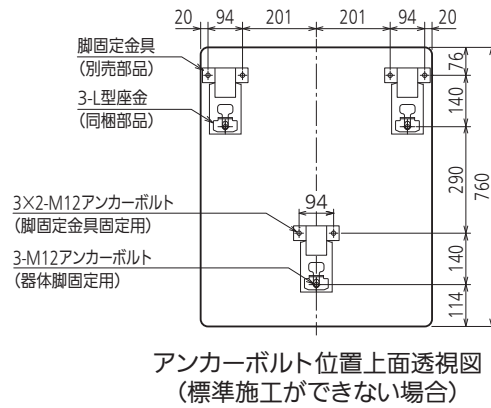 20 94 201 201 94 20
脚固定金具
(別売部品)
3-L型座金
(同梱部品)
76
140
290
760
3×2-M12アンカーボルト
(脚固定金具固定用)
94
3-M12アンカーボルト
(器体脚固定用)
140
114
アンカーボルト位置上面透視図
(標準施工ができない場合)